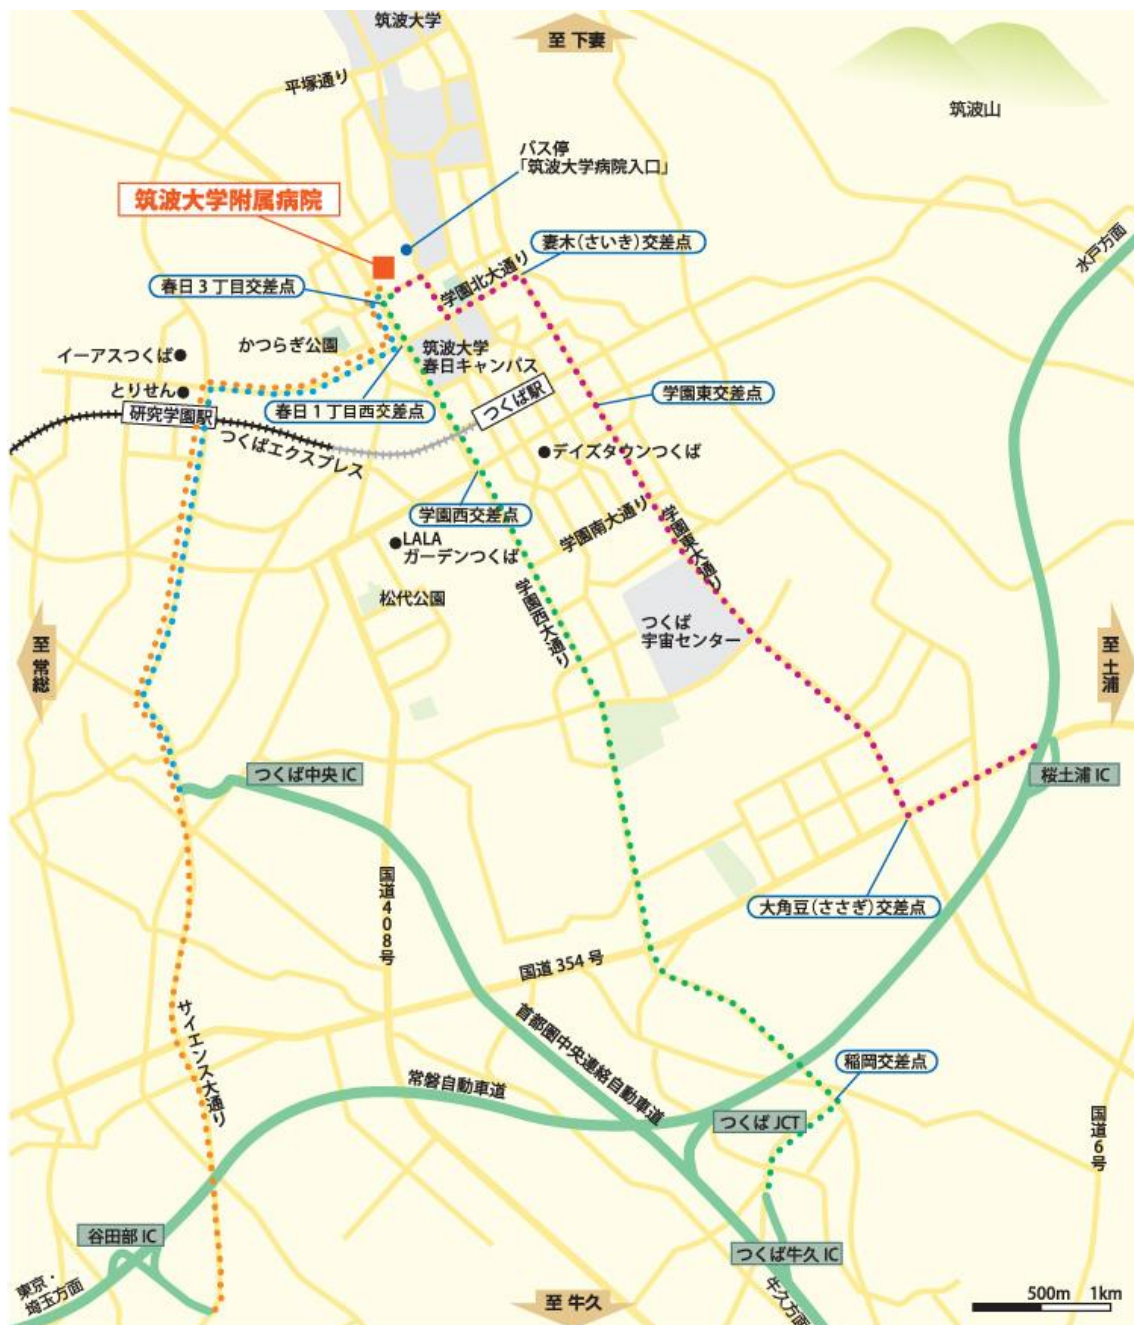 筑波大学
至 下妻
平塚通り
筑波山
バス停
「筑波大学病院入口」
筑波大学附属病院
妻木(さいき)交差点
水戸方面
学園北大通り
春日3丁目交差点
かつらぎ公園
筑波大学
春日キャンパス
イーアスつくば
とりせん
つくば駅
学園東交差点
研究学園駅
春日1丁目西交差点
つくばエクスプレス
デイズタウンつくば
学園西交差点
学園南大通り
学園東大通り
LALA
ガーデンつくば
学園西大通り
松代公園
つくば
宇宙センター
至 常総
至 土浦
つくば中央 IC
桜土浦 IC
国道408号
大角豆(ささぎ)交差点
国道 354 号
サイエンス大通り
首都圏中央連絡自動車道
稲岡交差点
常磐自動車道
つくば JCT
国道6号
谷田部 IC
つくば牛久 IC
東京・
埼玉方面
至 牛久
牛久方面
500m 1km